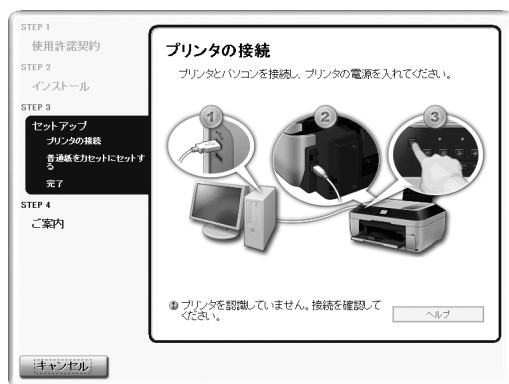 STEP 1
使用許諾契約
STEP 2
インストール
STEP 3
セットアップ
プリンタの接続
普通紙を力セットにセットす
る
完了
STEP 4
ご案内
プリンタの接続
プリンタとパソコンを接続し、プリンタの電源を入れてください。
1
2
3
プリンタを認識していません。接続を確認して
ください。
ヘルプ
キャンセル